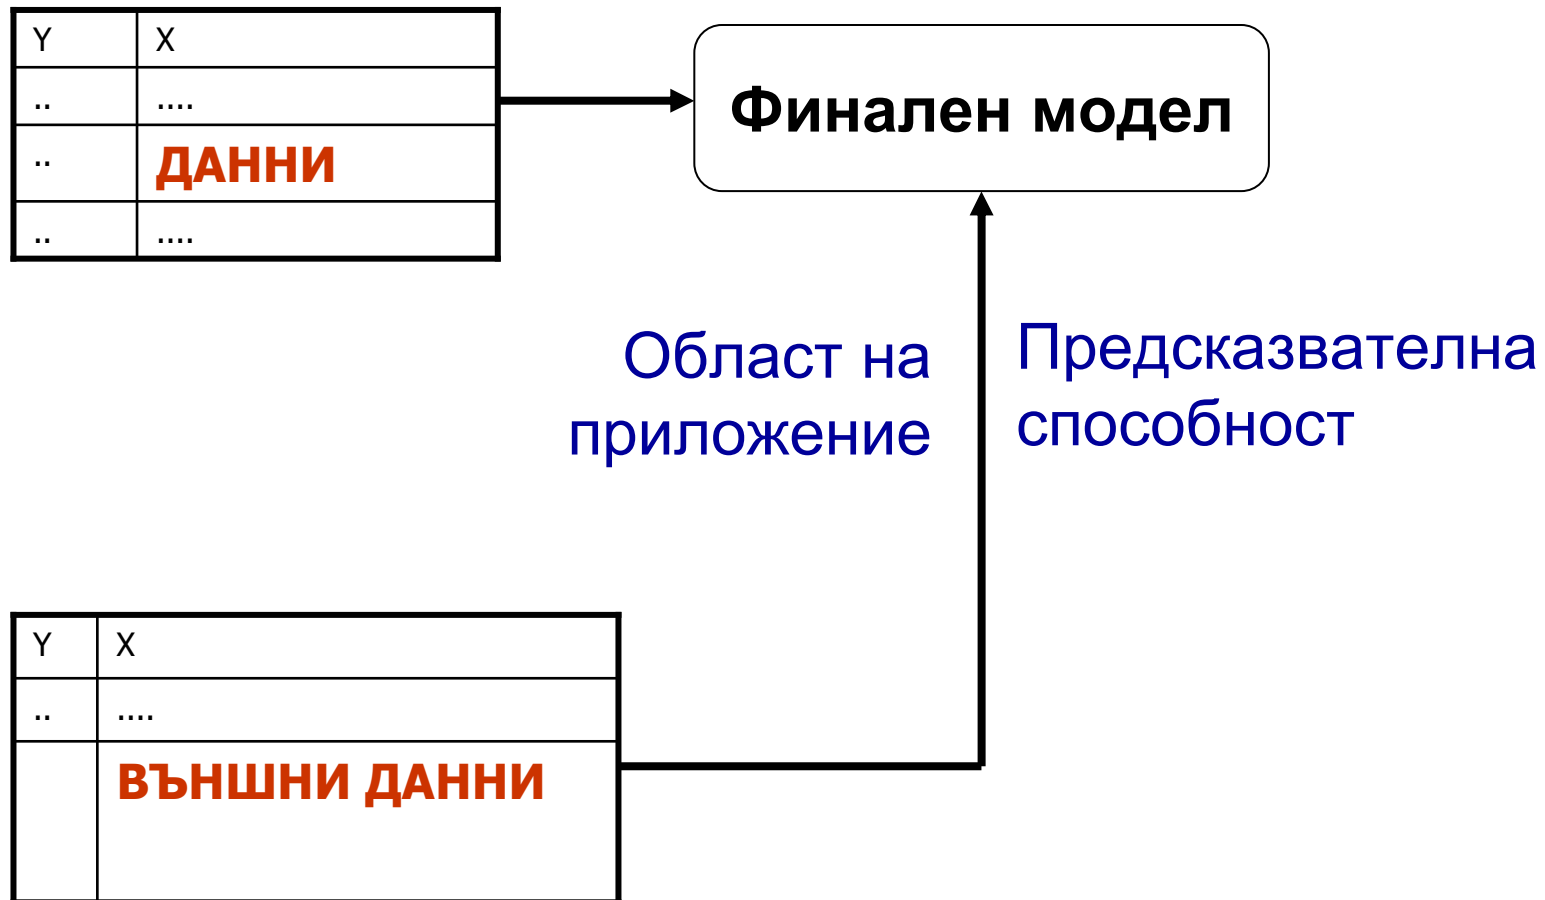 Y X
.. ....
.. ДАННИ
.. ....
Финален модел
Област на
приложение
Предсказвателна
способност
Y X
.. ....
ВЪНШНИ ДАННИ